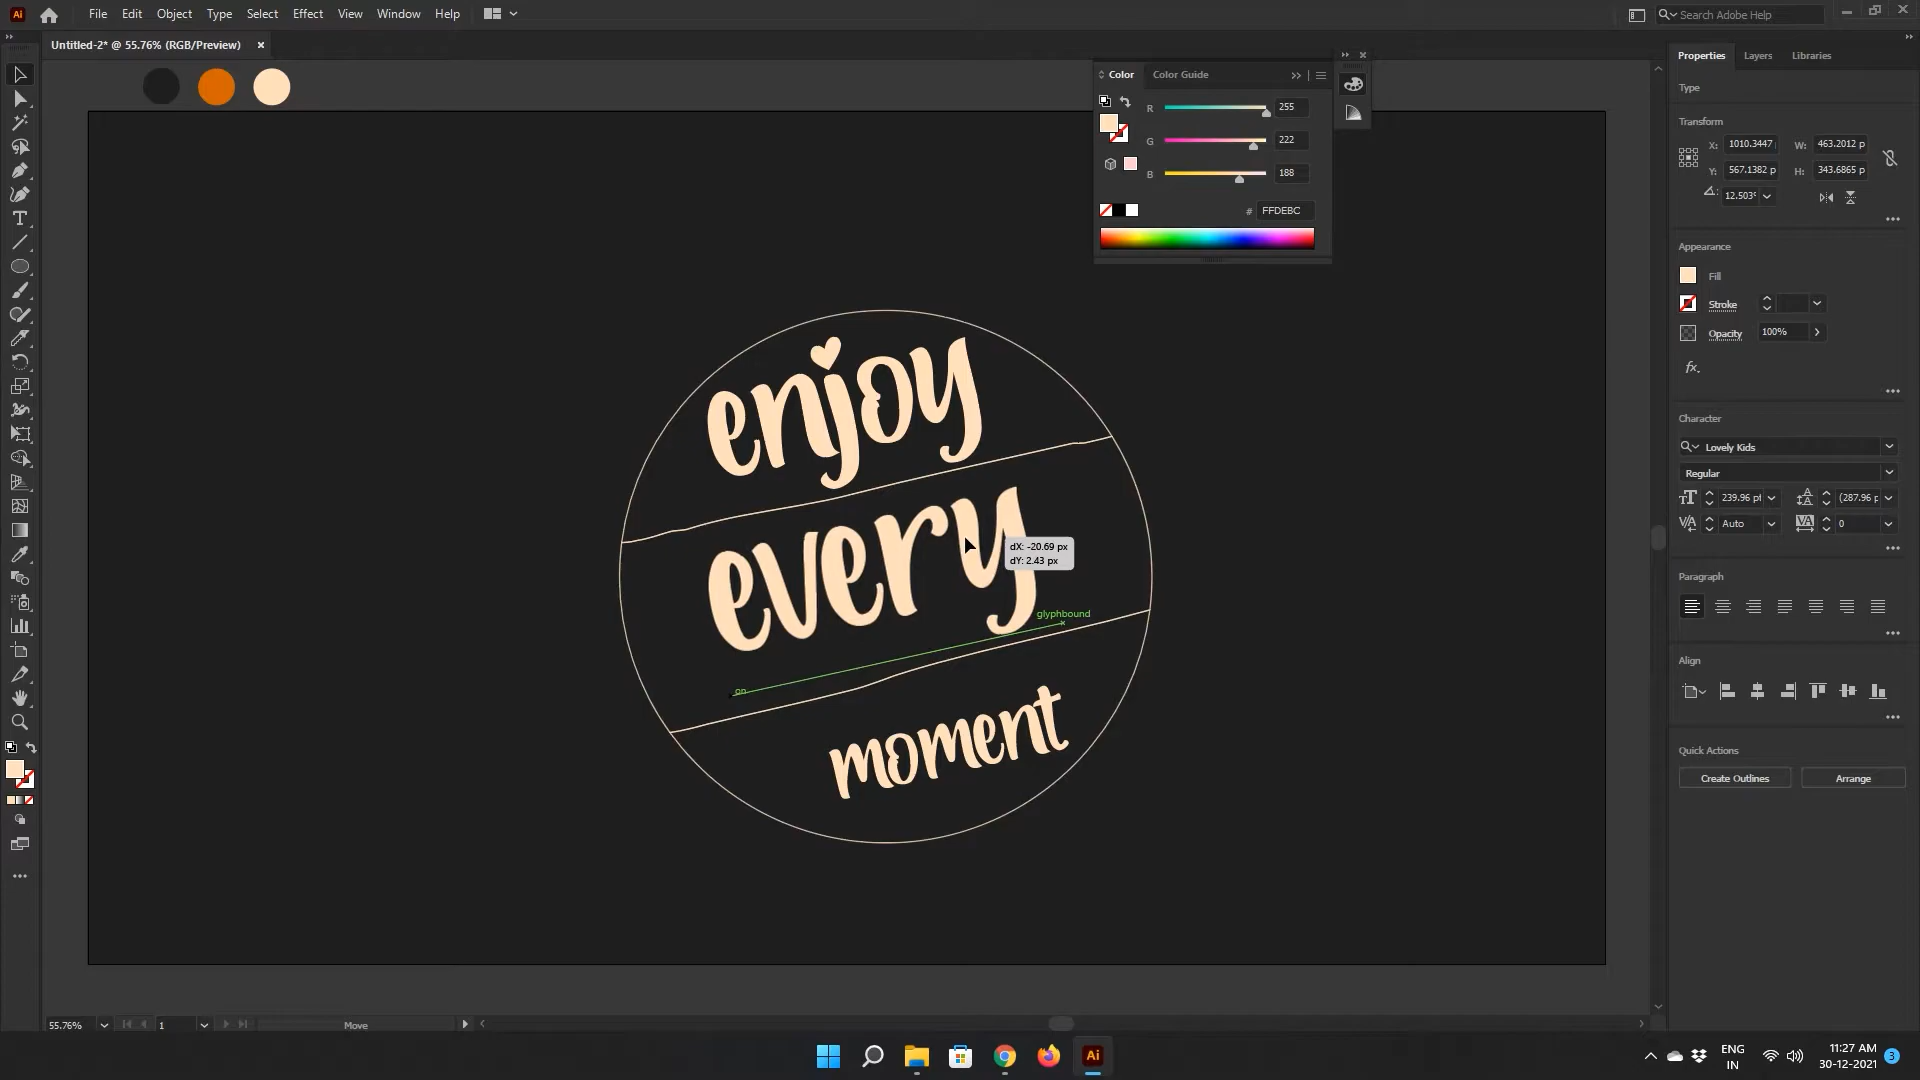 Ai File Edit Object Type Select Effect View Window Help Search Adobe Help
Untitled-2* @ 55.76% (RGB/Preview)
Properties Layers Libraries
Color Color Guide
Type
R 255
G 222
B 188
# FFDEBC
Transform
X: 1010.3447 W: 463.2012 p
Y: 567.1382 p H: 343.6865 p
12.503°
Appearance
Fill
Stroke
Opacity 100%
fx.
Character
Lovely Kids
Regular
239.96 pt (287.96 p
Auto 0
Paragraph
Align
Quick Actions
Create Outlines Arrange
enjoy
every
dX: -20.69 px
dY: 2.43 px
glyphbound
on
moment
55.76% 1 Move
Ai
ENG
IN
11:27 AM
30-12-2021
3